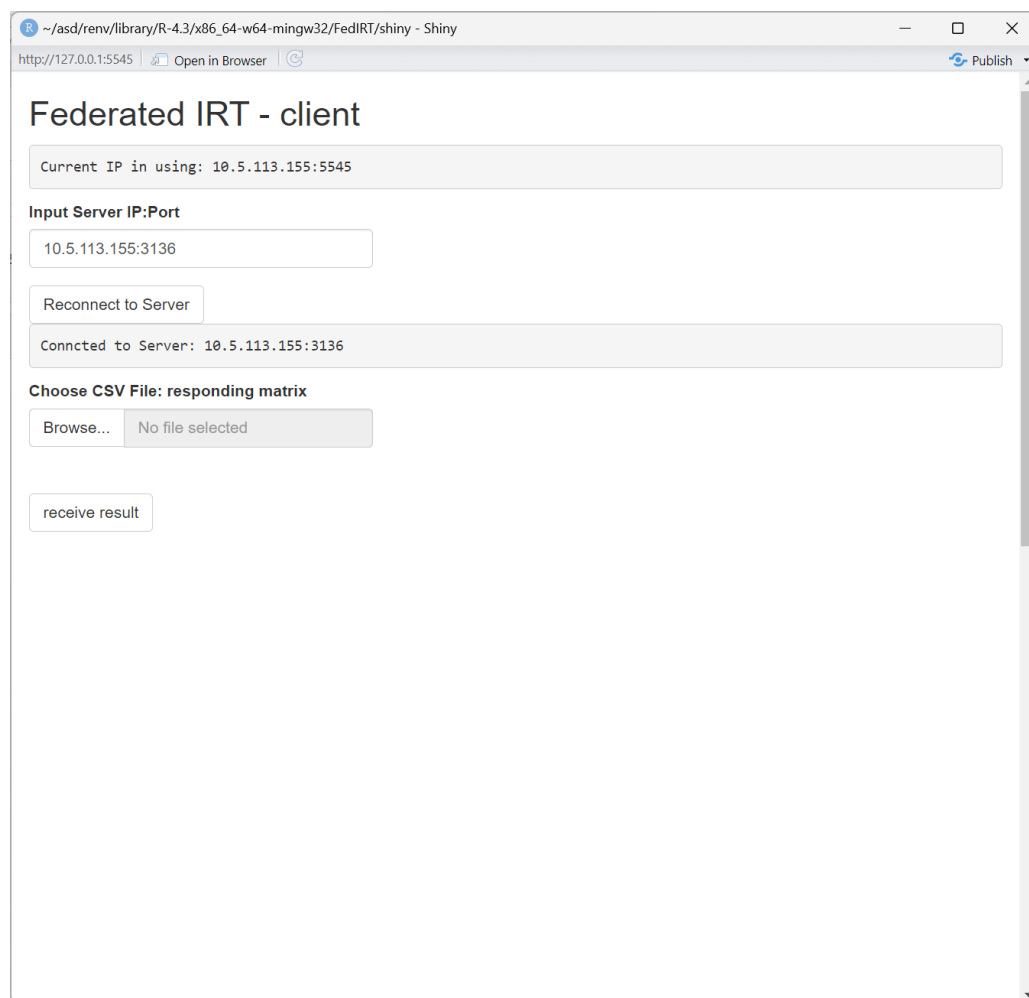 R ~/asd/renv/library/R-4.3/x86_64-w64-mingw32/FedIRT/shiny - Shiny
http://127.0.0.1:5545 Open in Browser Publish
Federated IRT - client
Current IP in using: 10.5.113.155:5545
Input Server IP:Port
10.5.113.155:3136
Reconnect to Server
Conncted to Server: 10.5.113.155:3136
Choose CSV File: responding matrix
Browse... No file selected
receive result